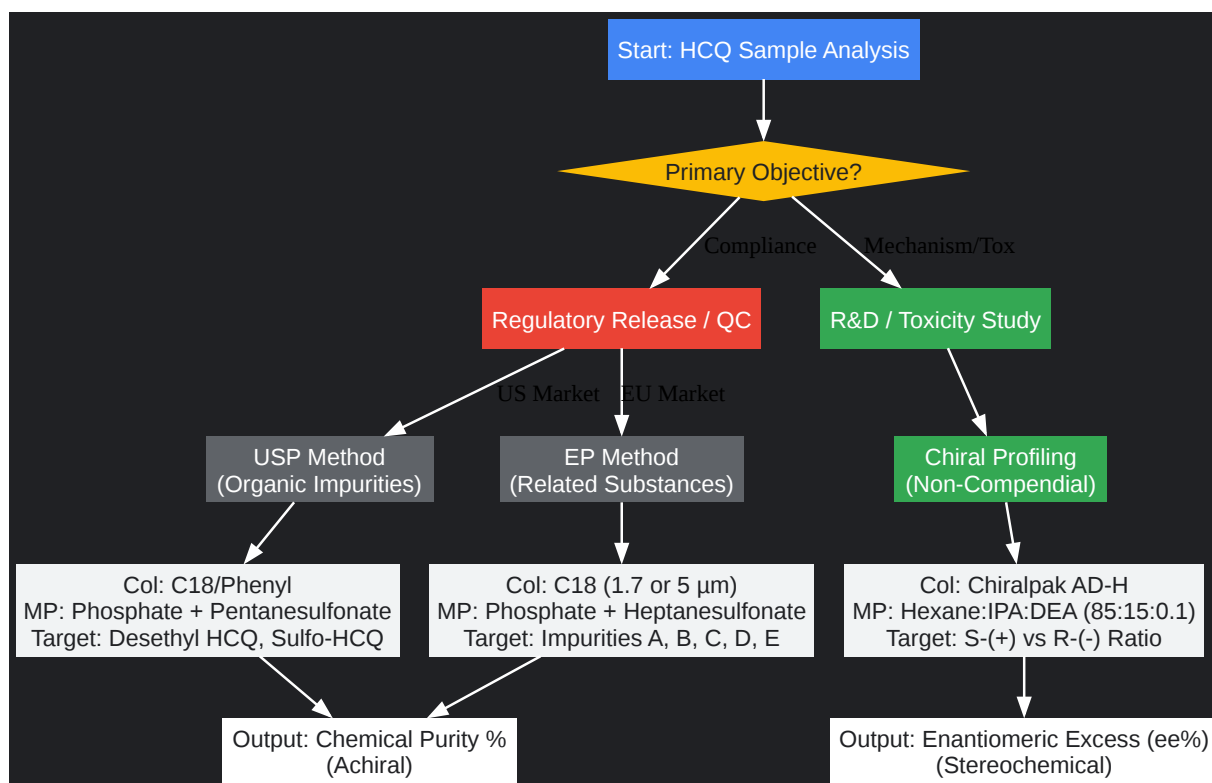 Start: HCQ Sample Analysis
Primary Objective?
Compliance
Mechanism/Tox
Regulatory Release / QC
R&D / Toxicity Study
US Market
EU Market
USP Method
(Organic Impurities)
EP Method
(Related Substances)
Chiral Profiling
(Non-Compendial)
Col: C18/Phenyl
MP: Phosphate + Pentanesulfonate
Target: Desethyl HCQ, Sulfo-HCQ
Col: C18 (1.7 or 5 µm)
MP: Phosphate + Heptanesulfonate
Target: Impurities A, B, C, D, E
Col: Chiralpak AD-H
MP: Hexane:IPA:DEA (85:15:0.1)
Target: S-(+) vs R-(-) Ratio
Output: Chemical Purity %
(Achiral)
Output: Enantiomeric Excess (ee%)
(Stereochemical)